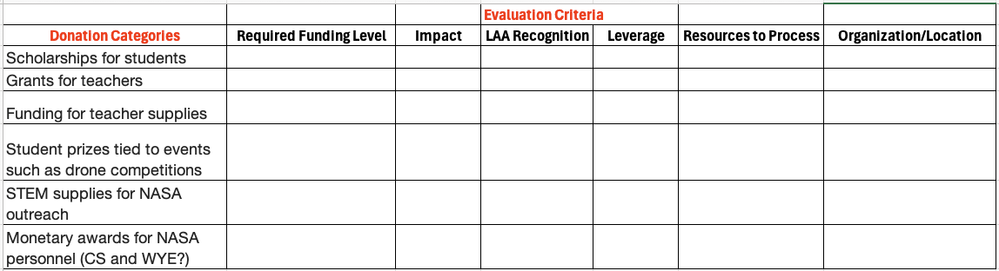 Evaluation Criteria
Donation Categories Required Funding Level Impact LAA Recognition Leverage Resources to Process Organization/Location
Scholarships for students
Grants for teachers
Funding for teacher supplies
Student prizes tied to events
such as drone competitions
STEM supplies for NASA
outreach
Monetary awards for NASA
personnel (CS and WYE?)